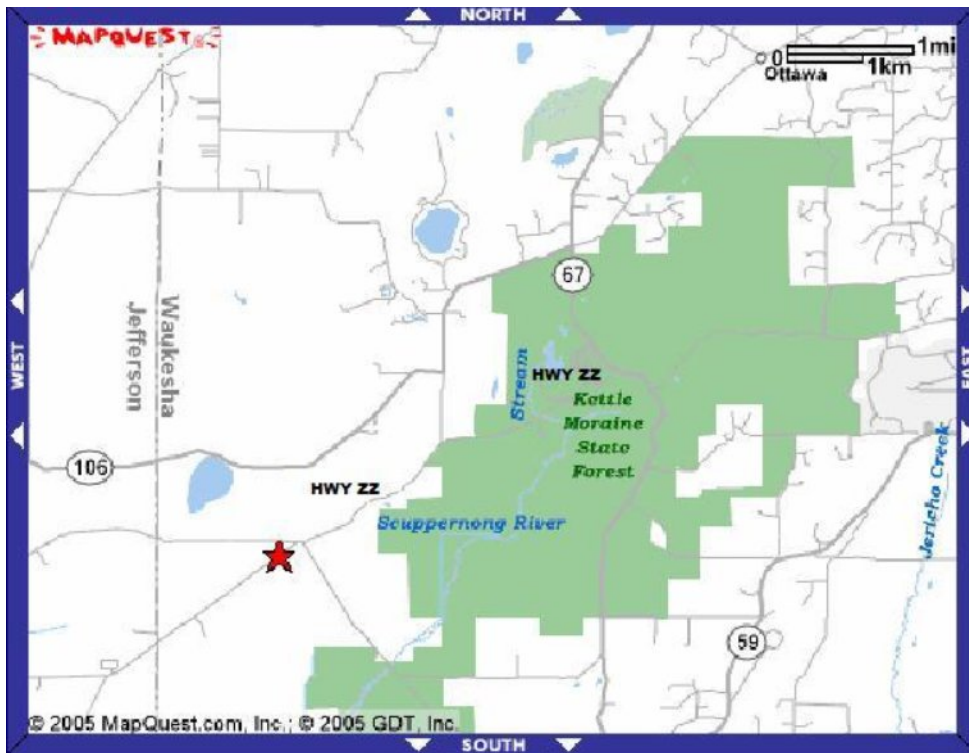 NORTH
MAPQUEST
0
1mi
1km
Ottawa
67
Waukesha
Jefferson
WEST
EAST
Stream
HWY ZZ
Kettle
Moraine
State
Forest
106
HWY ZZ
Scuppernong River
Jericho Creek
59
© 2005 MapQuest.com, Inc.; © 2005 GDT, Inc.
SOUTH